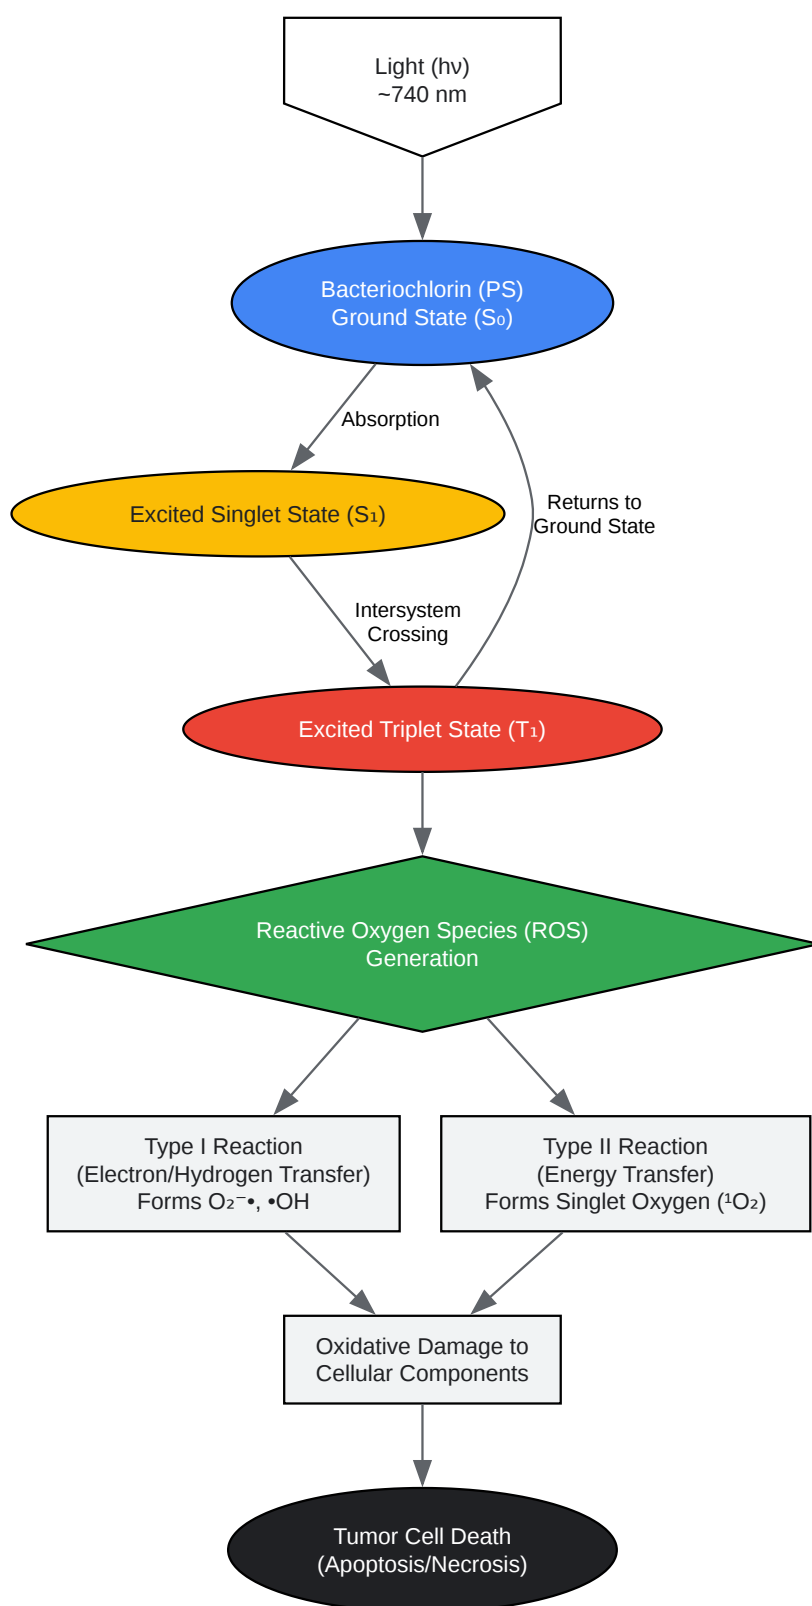 Light (hν)
~740 nm
Bacteriochlorin (PS)
Ground State (S₀)
Absorption
Excited Singlet State (S₁)
Returns to
Ground State
Intersystem
Crossing
Excited Triplet State (T₁)
Reactive Oxygen Species (ROS)
Generation
Type I Reaction
(Electron/Hydrogen Transfer)
Forms O₂⁻•, •OH
Type II Reaction
(Energy Transfer)
Forms Singlet Oxygen (¹O₂)
Oxidative Damage to
Cellular Components
Tumor Cell Death
(Apoptosis/Necrosis)